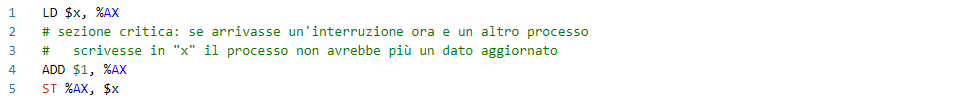 1 LD $x, %AX
2 # sezione critica: se arrivasse un'interruzione ora e un altro processo
3 #   scrivesse in "x" il processo non avrebbe più un dato aggiornato
4 ADD $1, %AX
5 ST %AX, $x